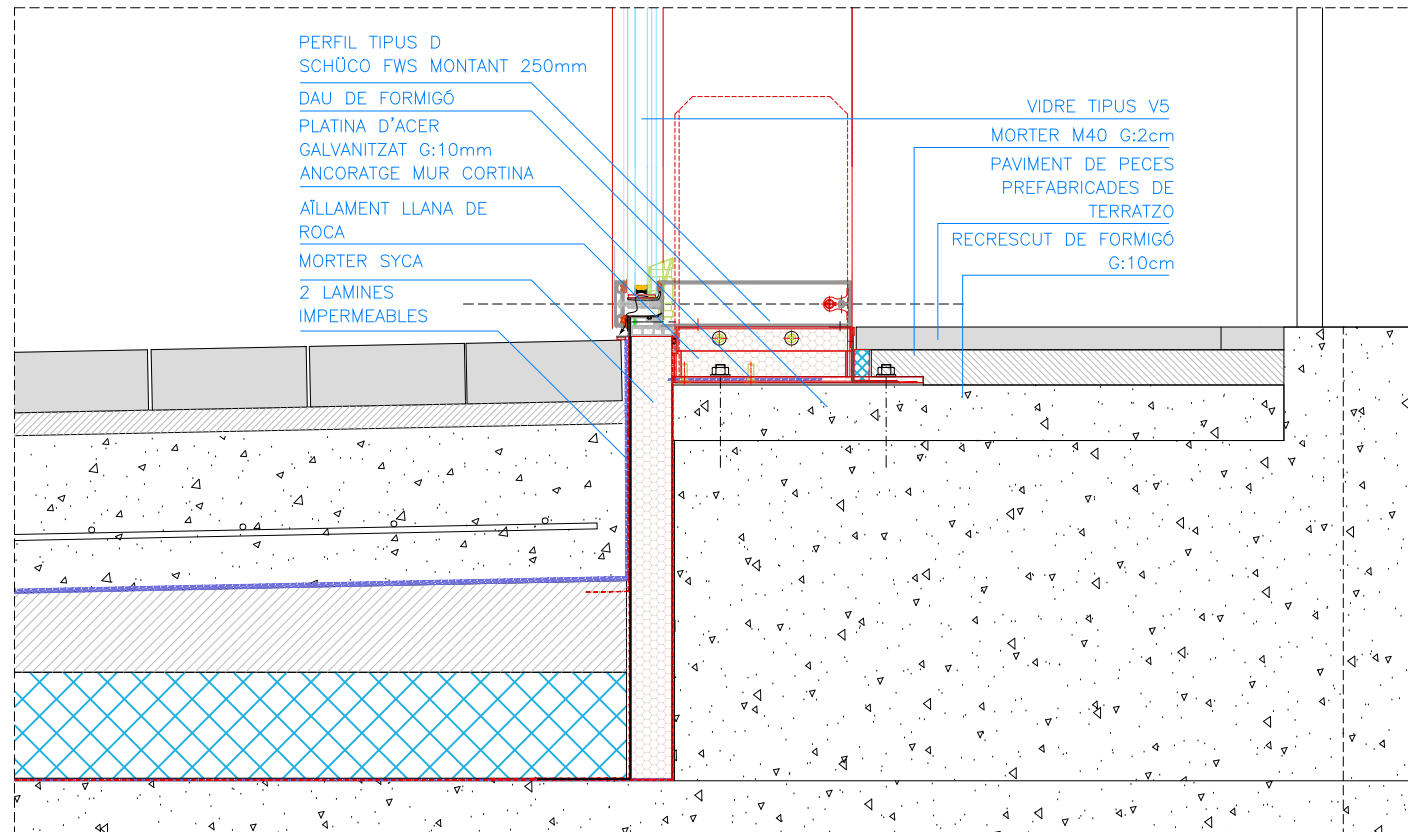 PERFIL TIPUS D
SCHÜCO FWS MONTANT 250mm
DAU DE FORMIGÓ
PLATINA D'ACER
GALVANITZAT G:10mm
ANCORATGE MUR CORTINA
AÏLLAMENT LLANA DE
ROCA
MORTER SYCA
2 LAMINES
IMPERMEABLES
VIDRE TIPUS V5
MORTER M40 G:2cm
PAVIMENT DE PECES
PREFABRICADES DE
TERRATZO
RECRESCUT DE FORMIGÓ
G:10cm